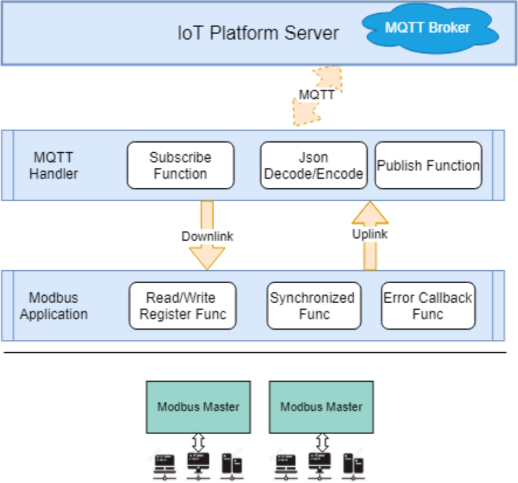 IoT Platform Server
MQTT Broker
MQTT
MQTT
Handler
Subscribe
Function
Json
Decode/Encode
Publish Function
Downlink
Uplink
Modbus
Application
Read/Write
Register Func
Synchronized
Func
Error Callback
Func
Modbus Master
Modbus Master